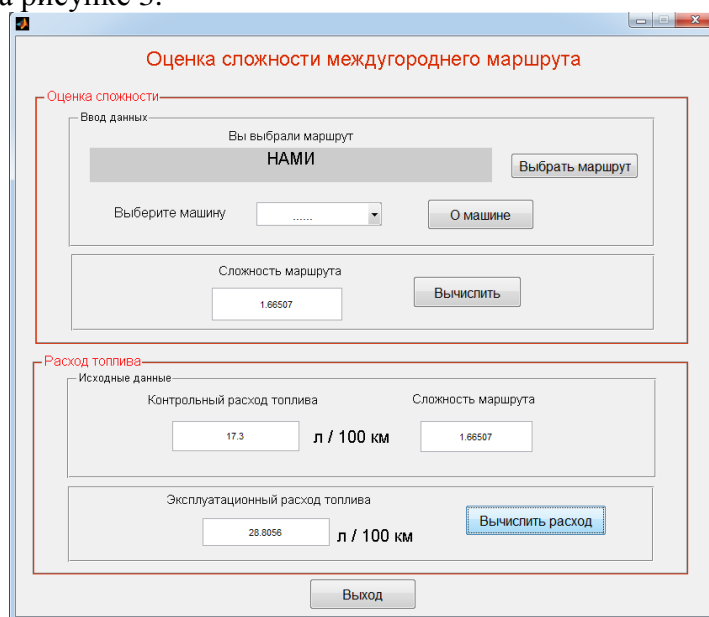 а рисунке 3.
Оценка сложности междугороднего маршрута
Оценка сложности
Ввод данных
Вы выбрали маршрут
НАМИ
Выбрать маршрут
Выберите машину
......
О машине
Сложность маршрута
1.66507
Вычислить
Расход топлива
Исходные данные
Контрольный расход топлива
Сложность маршрута
17.3
л / 100 км
1.66507
Эксплуатационный расход топлива
28.8056
л / 100 км
Вычислить расход
Выход